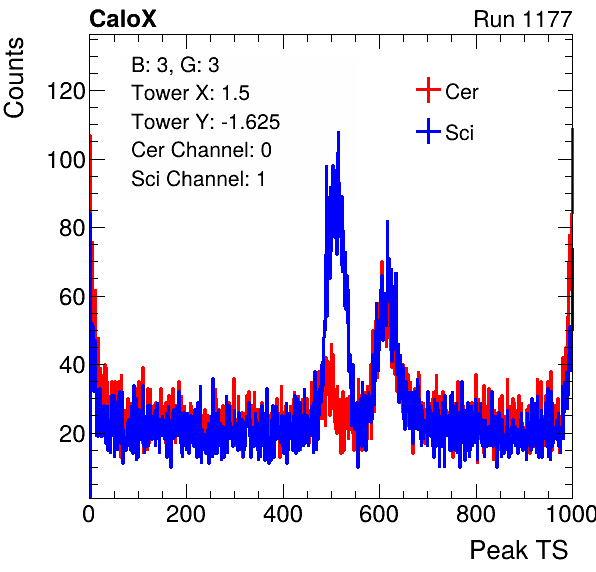 CaloX
Run 1177
Counts
B: 3, G: 3
Tower X: 1.5
Tower Y: -1.625
Cer Channel: 0
Sci Channel: 1
Cer
Sci
120
100
80
60
40
20
0 200 400 600 800 1000
Peak TS